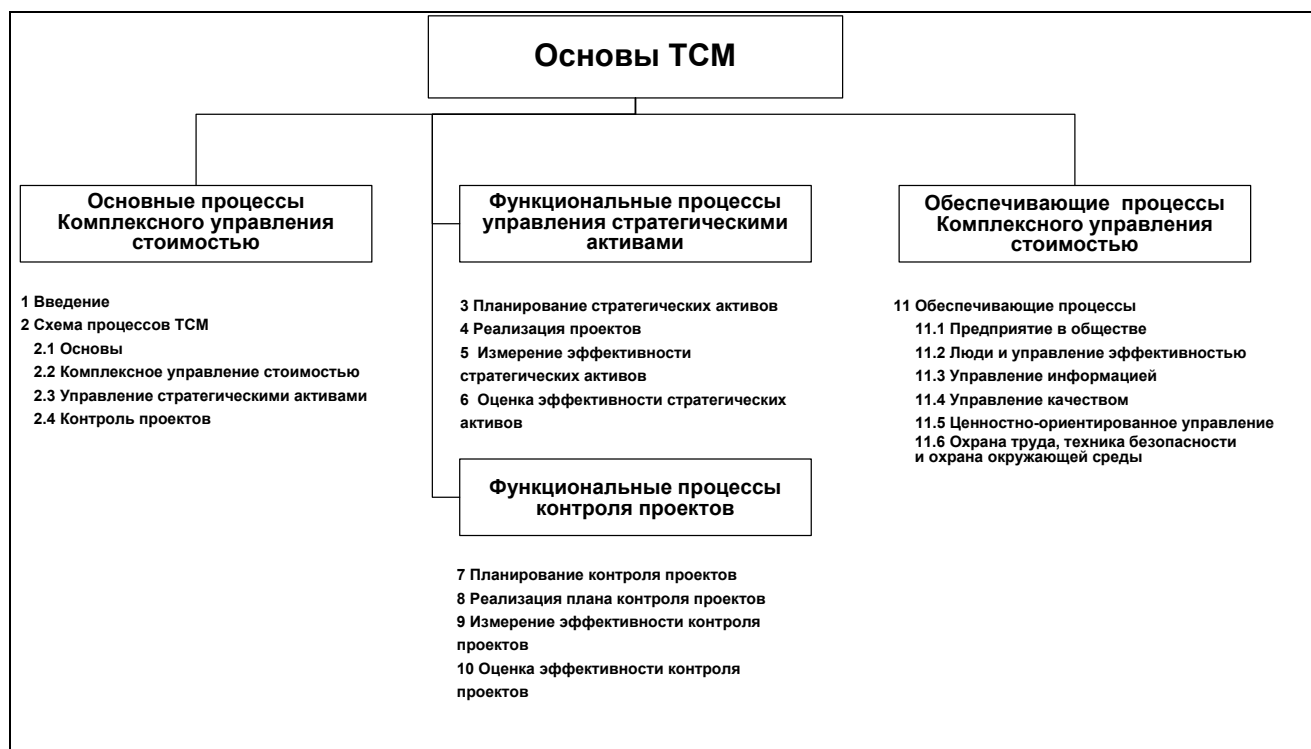 Основы ТСМ
Основные процессы
Комплексного управления
стоимостью
1 Введение
2 Схема процессов ТСМ
2.1 Основы
2.2 Комплексное управление стоимостью
2.3 Управление стратегическими активами
2.4 Контроль проектов
Функциональные процессы
управления стратегическими
активами
3 Планирование стратегических активов
4 Реализация проектов
5 Измерение эффективности
стратегических активов
6 Оценка эффективности стратегических
активов
Функциональные процессы
контроля проектов
7 Планирование контроля проектов
8 Реализация плана контроля проектов
9 Измерение эффективности контроля
проектов
10 Оценка эффективности контроля
проектов
Обеспечивающие процессы
Комплексного управления
стоимостью
11 Обеспечивающие процессы
11.1 Предприятие в обществе
11.2 Люди и управление эффективностью
11.3 Управление информацией
11.4 Управление качеством
11.5 Ценностно-ориентированное управление
11.6 Охрана труда, техника безопасности
и охрана окружающей среды